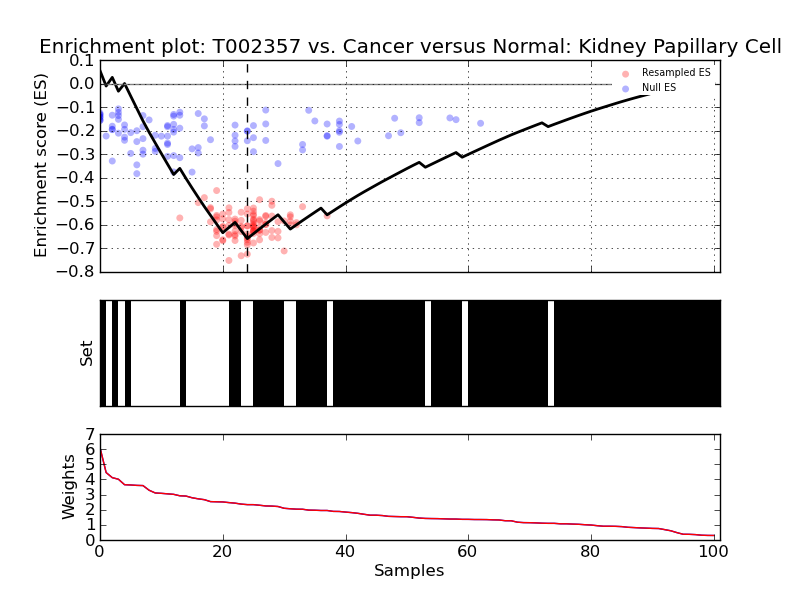 Enrichment plot: T002357 vs. Cancer versus Normal: Kidney Papillary Cell
Enrichment score (ES)
0.1
0.0
−0.1
−0.2
−0.3
−0.4
−0.5
−0.6
−0.7
−0.8
Resampled ES
Null ES
Set
Weights
7
6
5
4
3
2
1
0
0 20 40 60 80 100
Samples